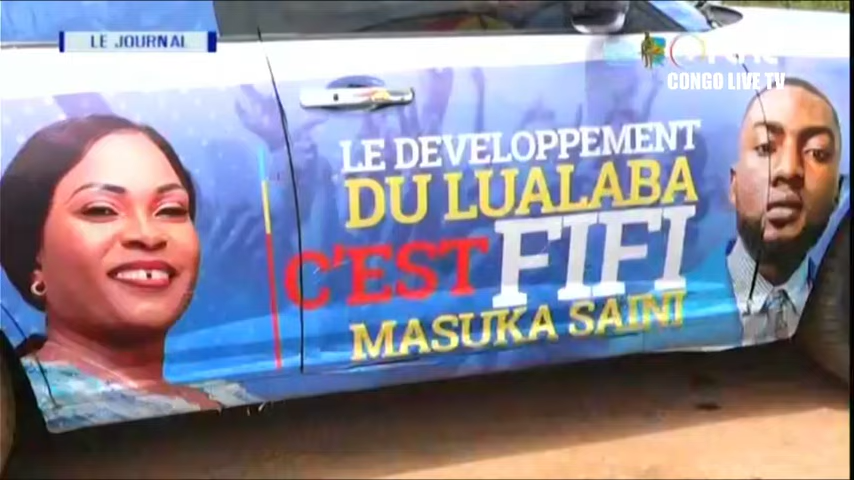 LE JOURNAL
CONGO LIVE TV
LE DEVELOPPEMENT
DU LUALABA
C'EST FIFI
MASUKA SAINI